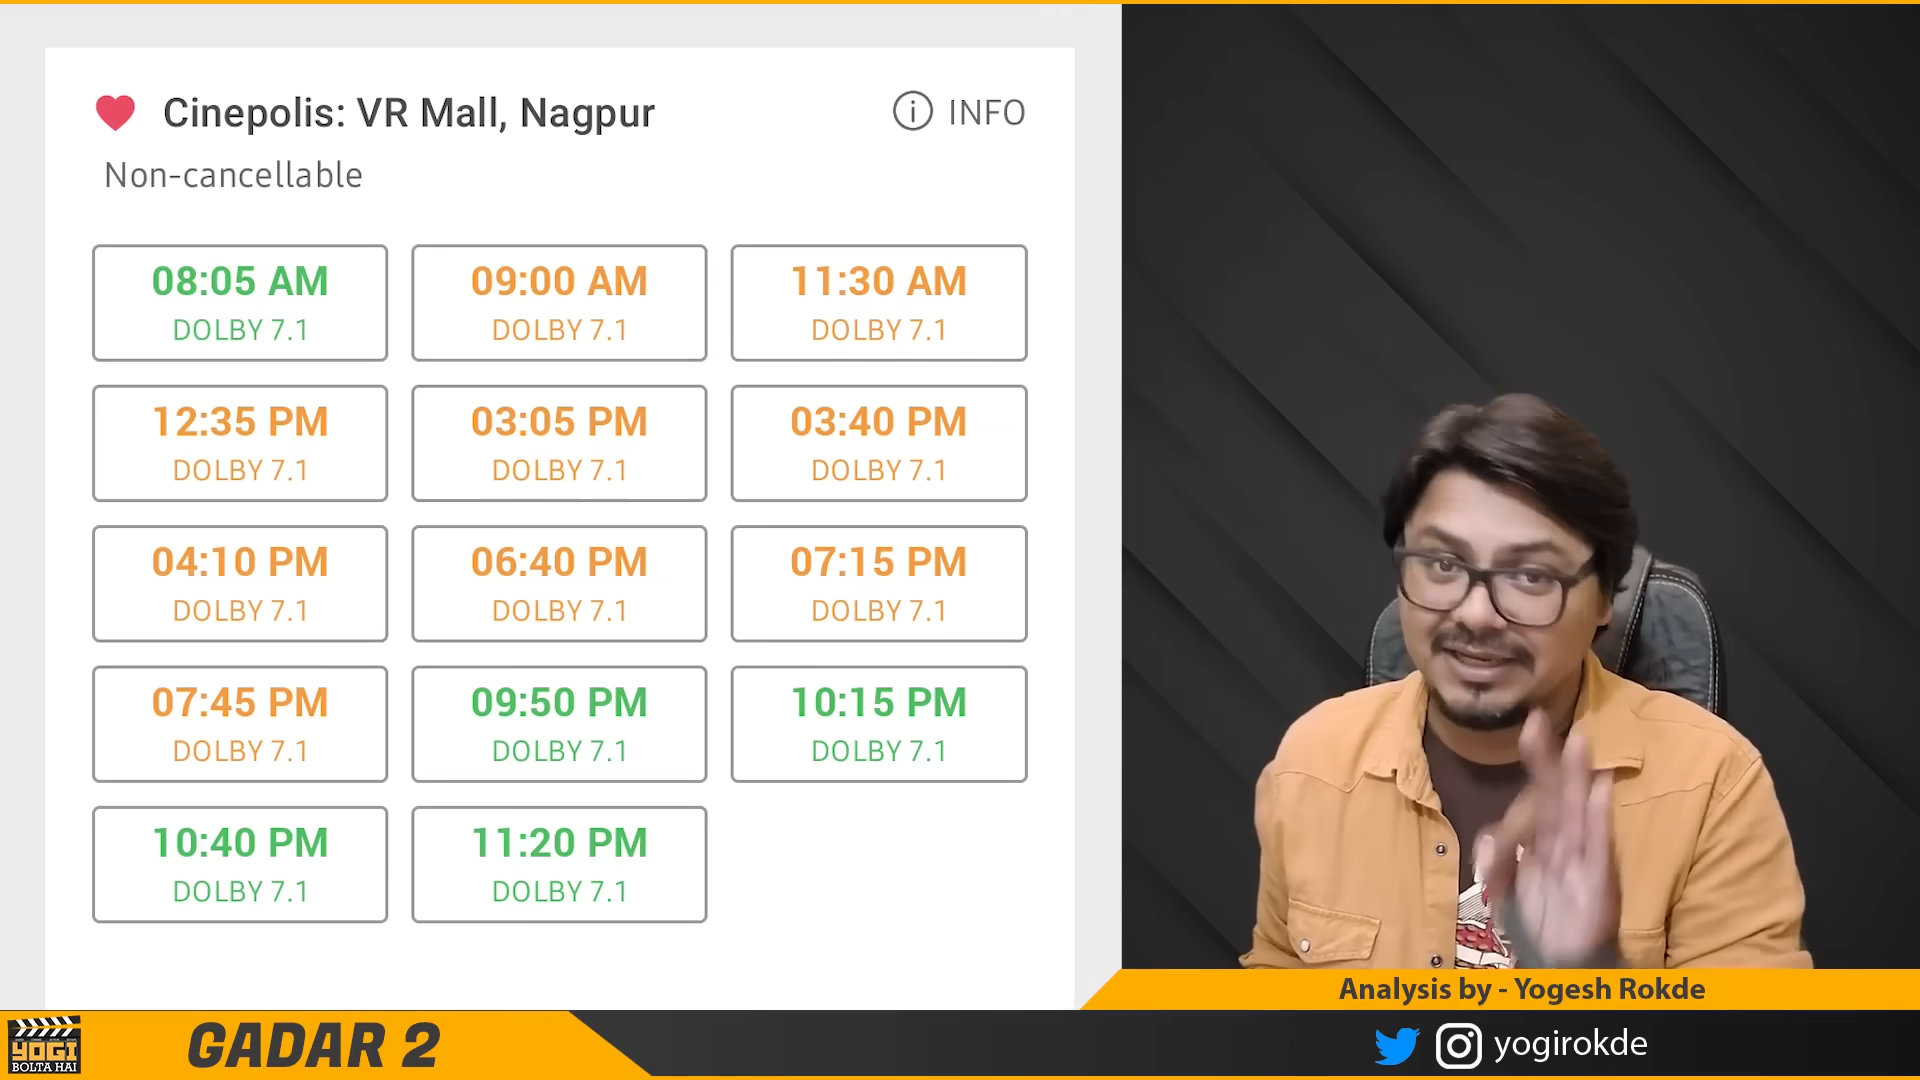 Cinepolis: VR Mall, Nagpur
INFO
Non-cancellable
08:05 AM
DOLBY 7.1
09:00 AM
DOLBY 7.1
11:30 AM
DOLBY 7.1
12:35 PM
DOLBY 7.1
03:05 PM
DOLBY 7.1
03:40 PM
DOLBY 7.1
04:10 PM
DOLBY 7.1
06:40 PM
DOLBY 7.1
07:15 PM
DOLBY 7.1
07:45 PM
DOLBY 7.1
09:50 PM
DOLBY 7.1
10:15 PM
DOLBY 7.1
10:40 PM
DOLBY 7.1
11:20 PM
DOLBY 7.1
Analysis by - Yogesh Rokde
YOGI
BOLTA HAI
GADAR 2
yogirokde